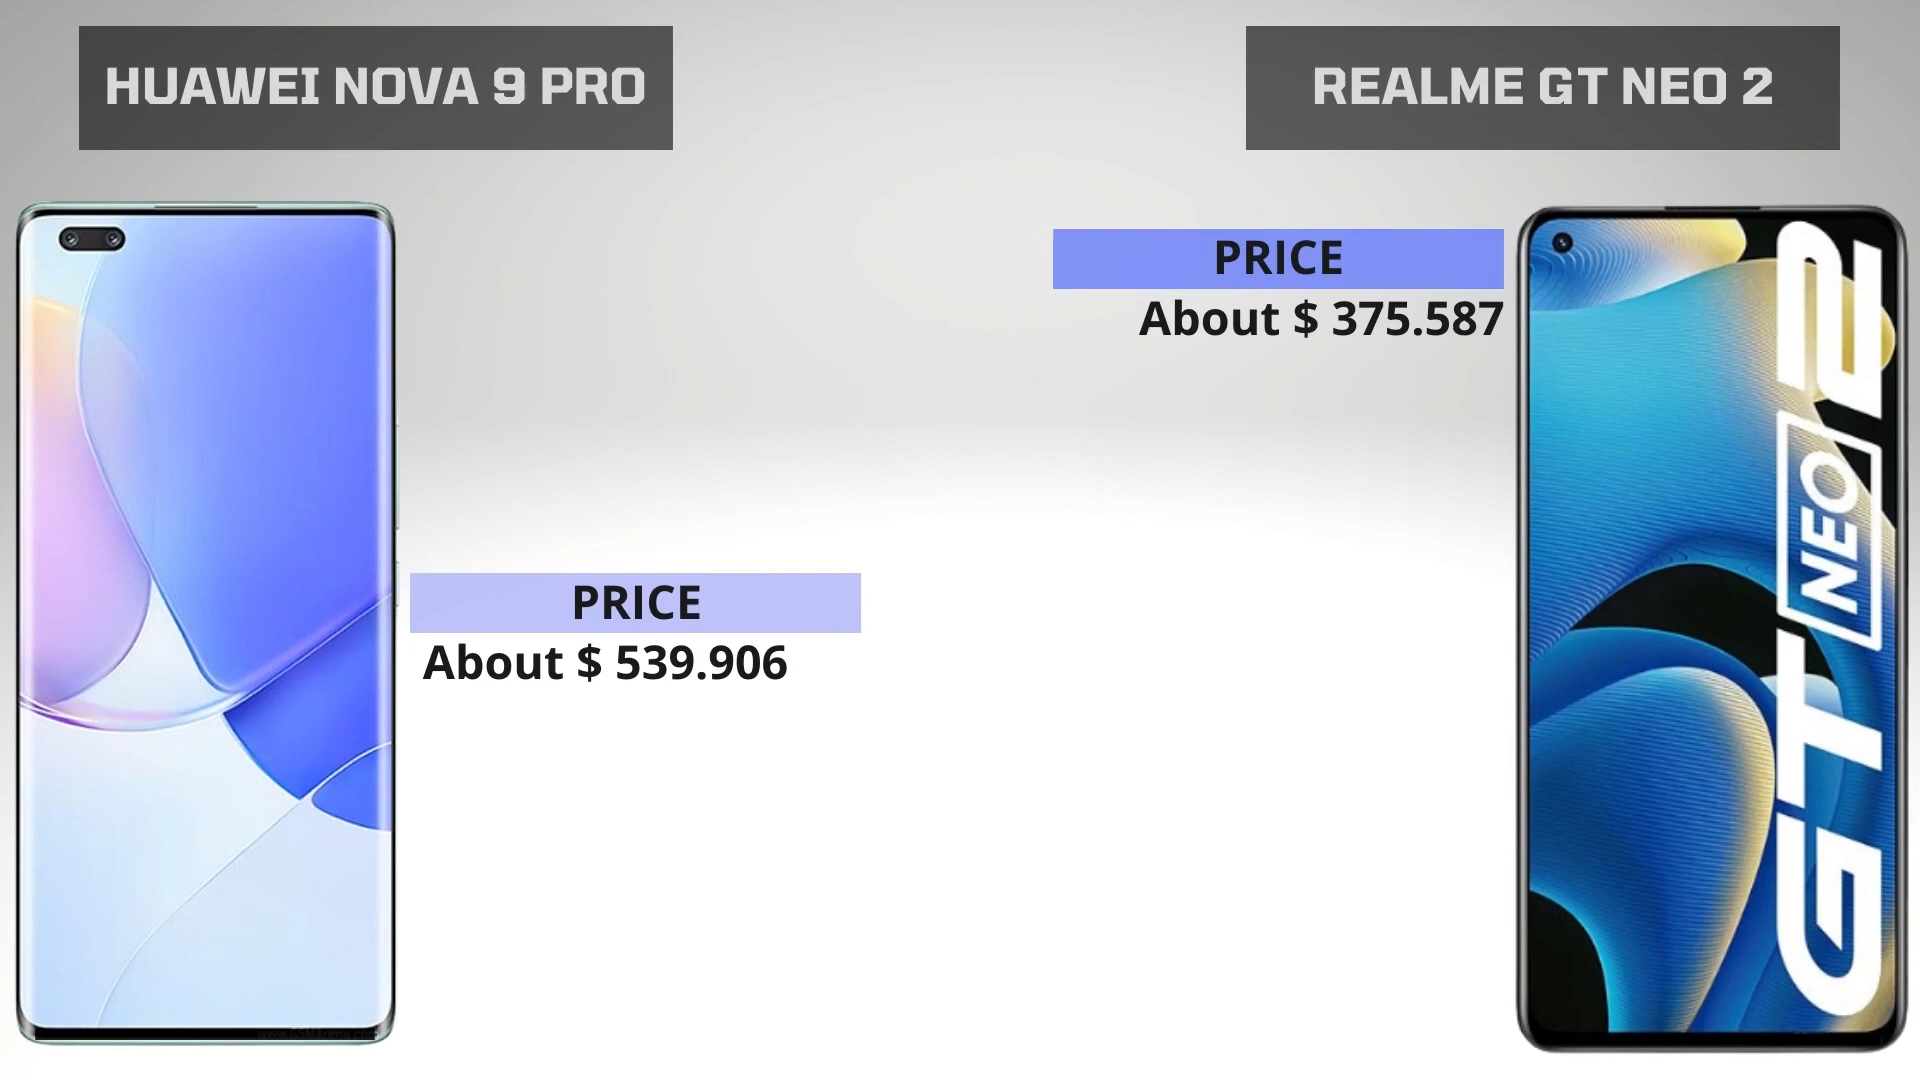 HUAWEI NOVA 9 PRO
REALME GT NEO 2
PRICE
About $ 375.587
PRICE
About $ 539.906
GT NEO 2